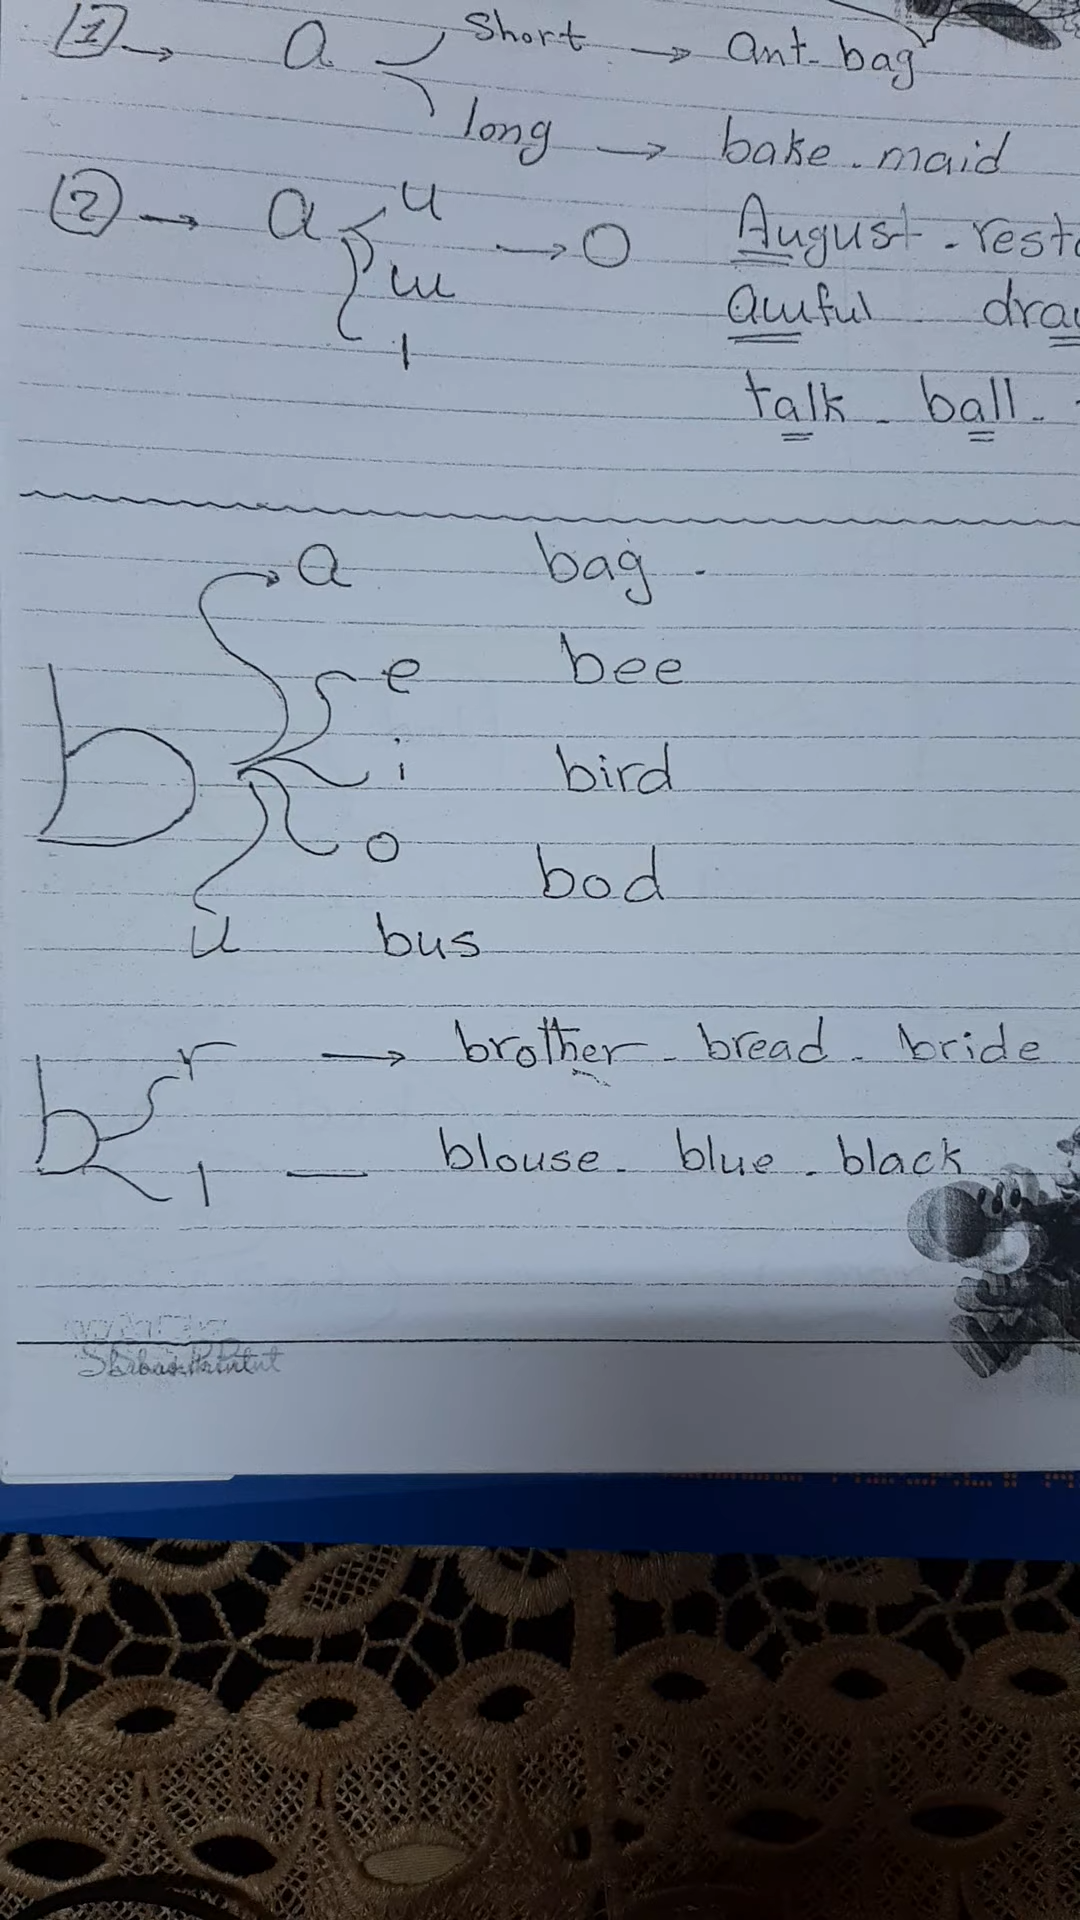 1 → a short → ant - bag
long → bake - maid
2 → a u → o August - rest
w awful dra
l talk - ball -
a bag -
e bee
b i bird
o bod
u bus
b r → brother - bread - bride
l — blouse - blue - black